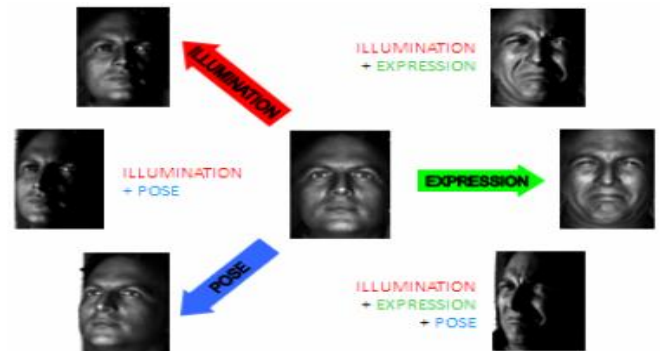 ILLUMINATION
ILLUMINATION
+ EXPRESSION
ILLUMINATION
+ POSE
EXPRESSION
POSE
ILLUMINATION
+ EXPRESSION
+ POSE